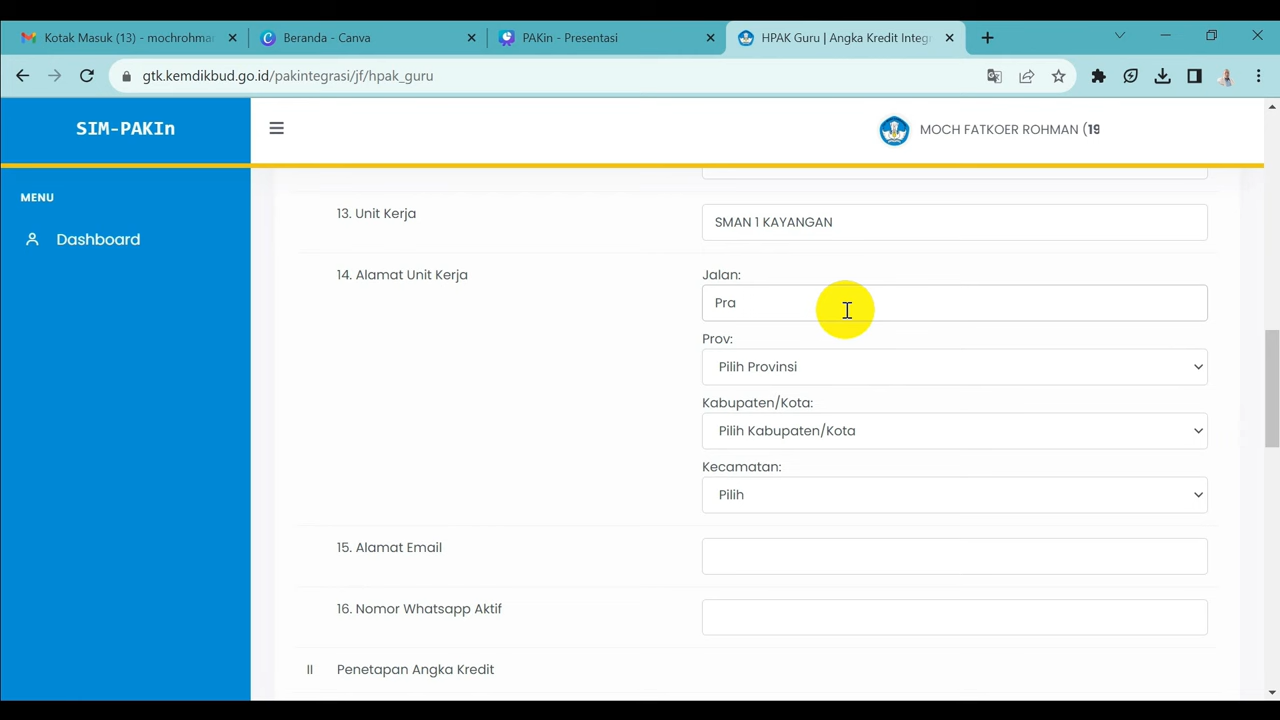 Kotak Masuk (13) - mochrohmar
Beranda - Canva
PAKin - Presentasi
HPAK Guru | Angka Kredit Integ
gtk.kemdikbud.go.id/pakintegrasi/jf/hpak_guru
SIM-PAKIn
MOCH FATKOER ROHMAN (19
MENU
Dashboard
13. Unit Kerja
SMAN 1 KAYANGAN
14. Alamat Unit Kerja
Jalan:
Pra
Prov:
Pilih Provinsi
Kabupaten/Kota:
Pilih Kabupaten/Kota
Kecamatan:
Pilih
15. Alamat Email
16. Nomor Whatsapp Aktif
II Penetapan Angka Kredit